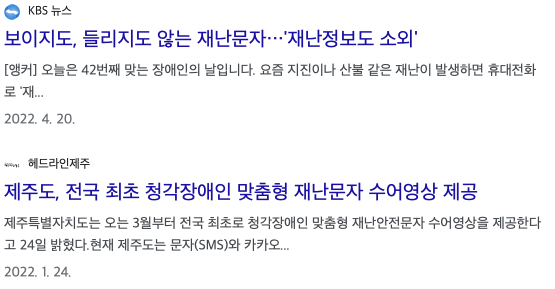 KBS 뉴스
보이지도, 들리지도 않는 재난문자…'재난정보도 소외'
[앵커] 오늘은 42번째 맞는 장애인의 날입니다. 요즘 지진이나 산불 같은 재난이 발생하면 휴대전화
로 '재...
2022. 4. 20.
헤드라인제주
제주도, 전국 최초 청각장애인 맞춤형 재난문자 수어영상 제공
제주특별자치도는 오는 3월부터 전국 최초로 청각장애인 맞춤형 재난안전문자 수어영상을 제공한다
고 24일 밝혔다.현재 제주도는 문자(SMS)와 카카오...
2022. 1. 24.